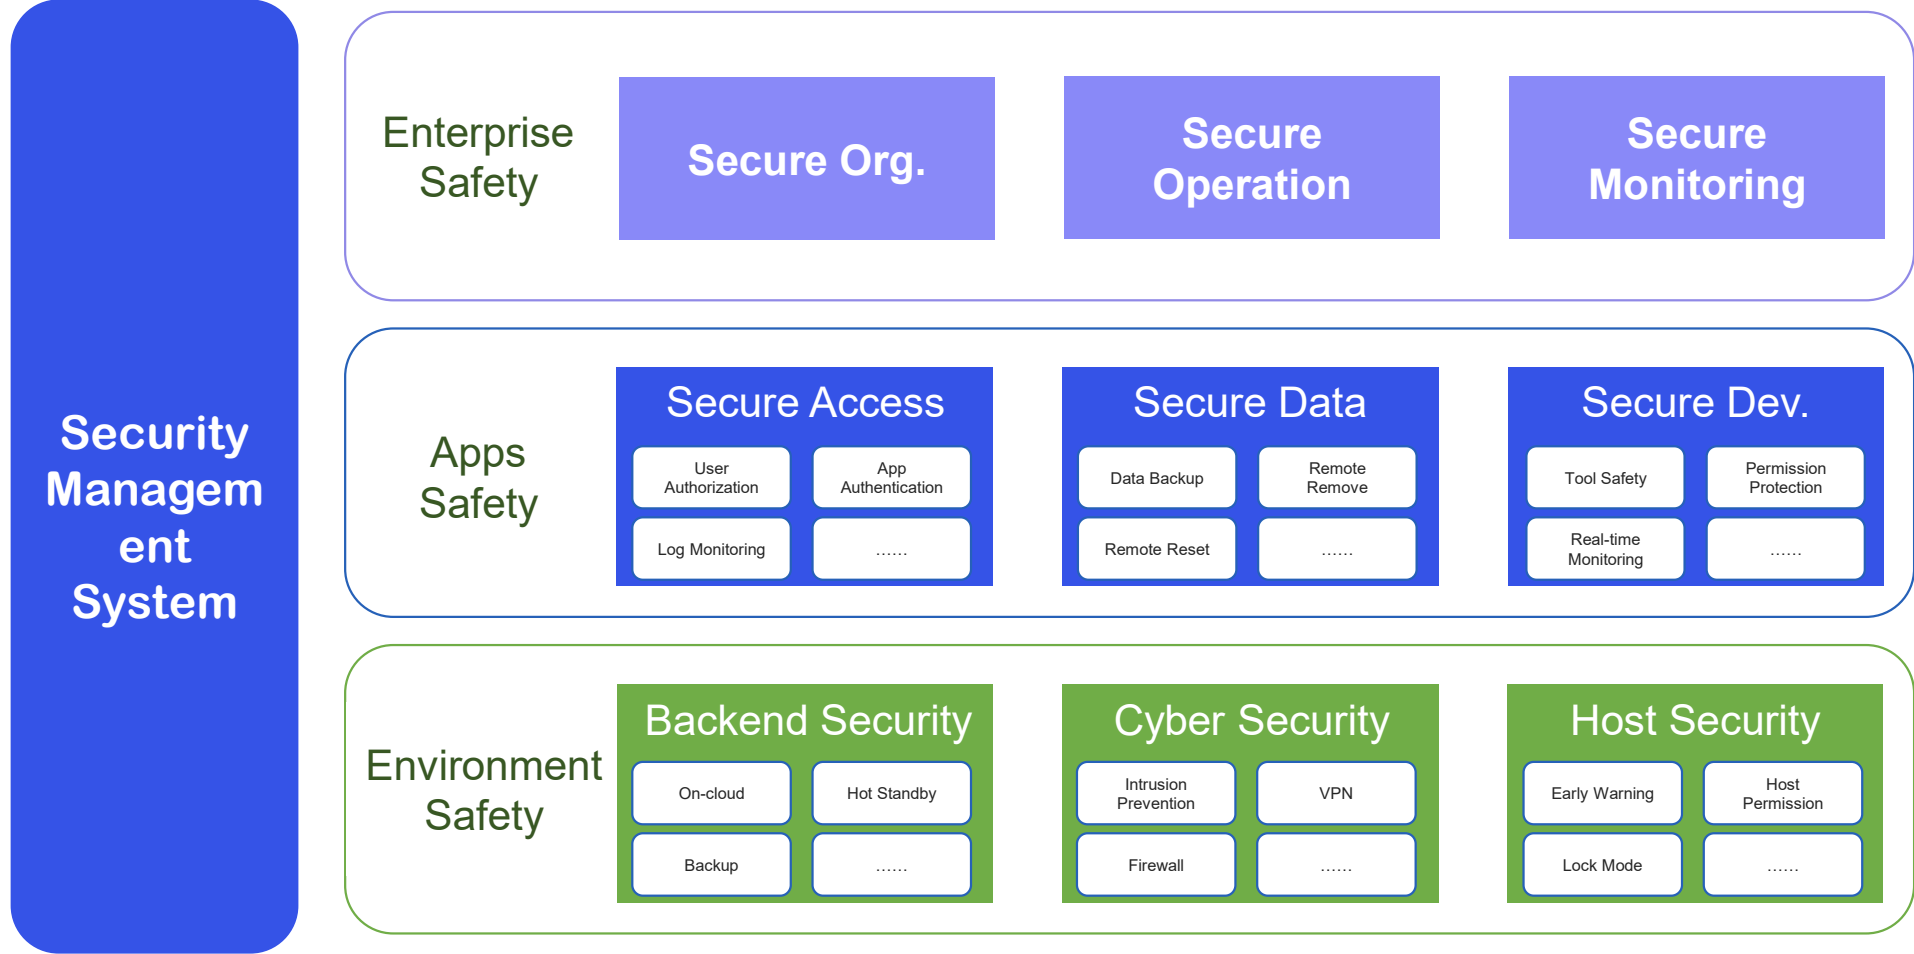 Security
Managem
ent
System
Enterprise
Safety
Secure Org.
Secure
Operation
Secure
Monitoring
Apps
Safety
Secure Access
User
Authorization
App
Authentication
Log Monitoring
......
Secure Data
Data Backup
Remote
Remove
Remote Reset
......
Secure Dev.
Tool Safety
Permission
Protection
Real-time
Monitoring
......
Environment
Safety
Backend Security
On-cloud
Hot Standby
Backup
......
Cyber Security
Intrusion
Prevention
VPN
Firewall
......
Host Security
Early Warning
Host
Permission
Lock Mode
......